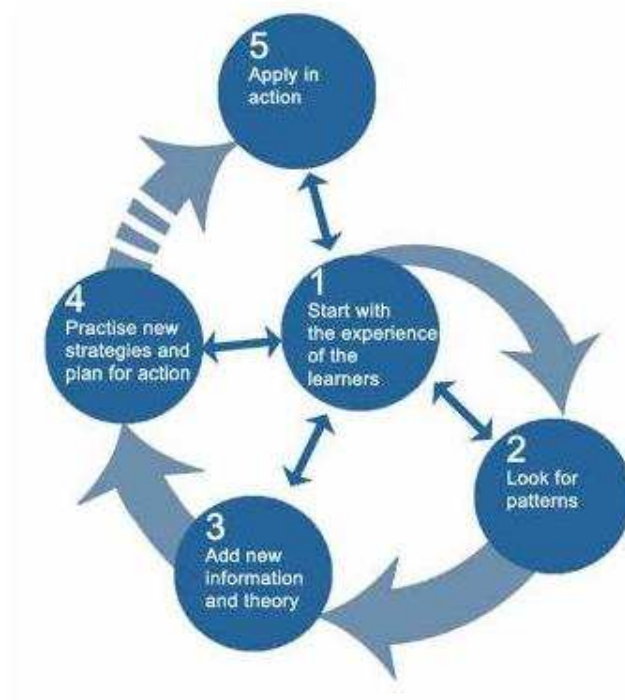 5
Apply in
action
4
Practise new
strategies and
plan for action
1
Start with
the experience
of the
learners
2
Look for
patterns
3
Add new
information
and theory